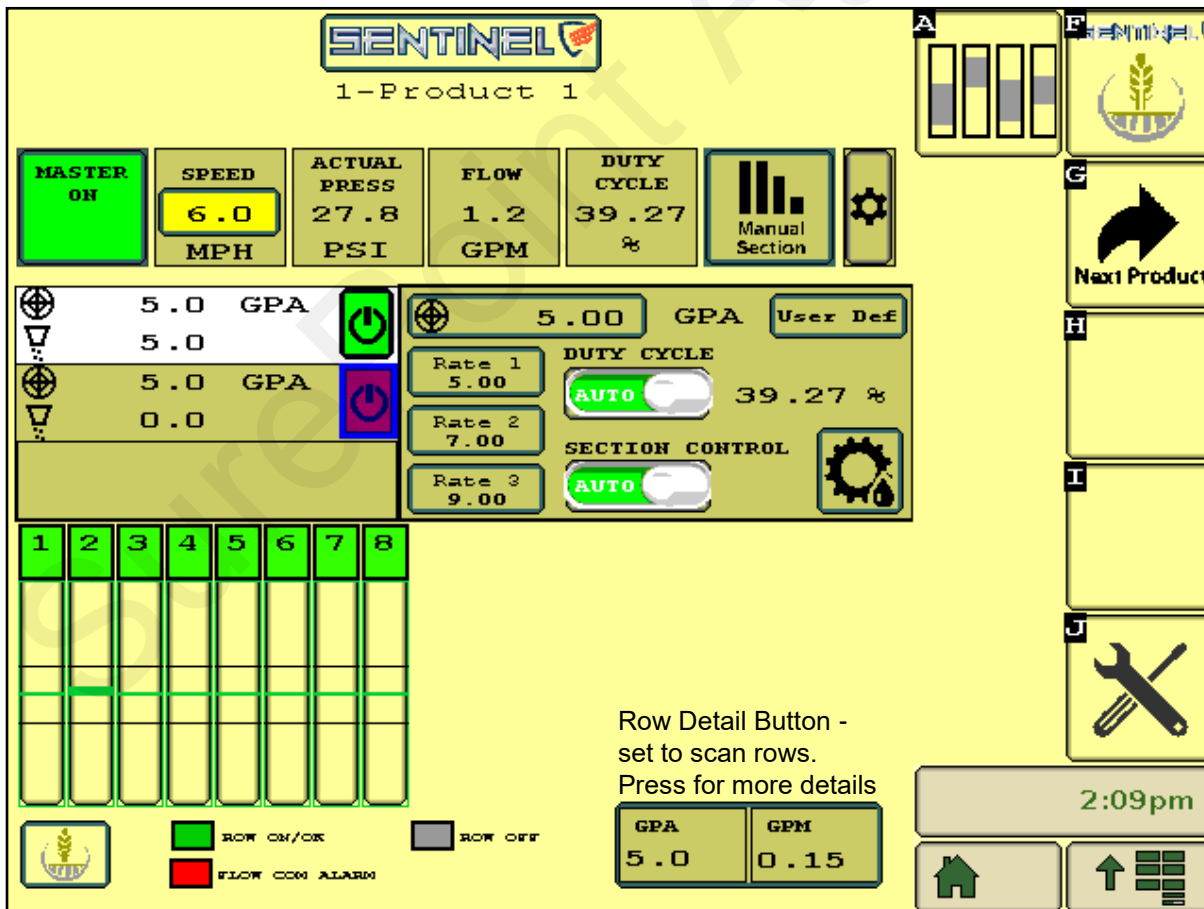 SENTINEL
1-Product 1
MASTER
ON
SPEED
6.0
MPH
ACTUAL
PRESS
27.8
PSI
FLOW
1.2
GPM
DUTY
CYCLE
39.27
%
Manual
Section
5.0 GPA
5.0
5.0 GPA
0.0
5.00 GPA
User Def
Rate 1
5.00
Rate 2
7.00
Rate 3
9.00
DUTY CYCLE
AUTO
39.27 %
SECTION CONTROL
AUTO
1 2 3 4 5 6 7 8
Row Detail Button -
set to scan rows.
Press for more details
GPA
5.0
GPM
0.15
ROW ON/OK
ROW OFF
FLOW COM ALARM
A
F
SENTINEL
G
Next Product
H
I
J
2:09pm
SurePoint